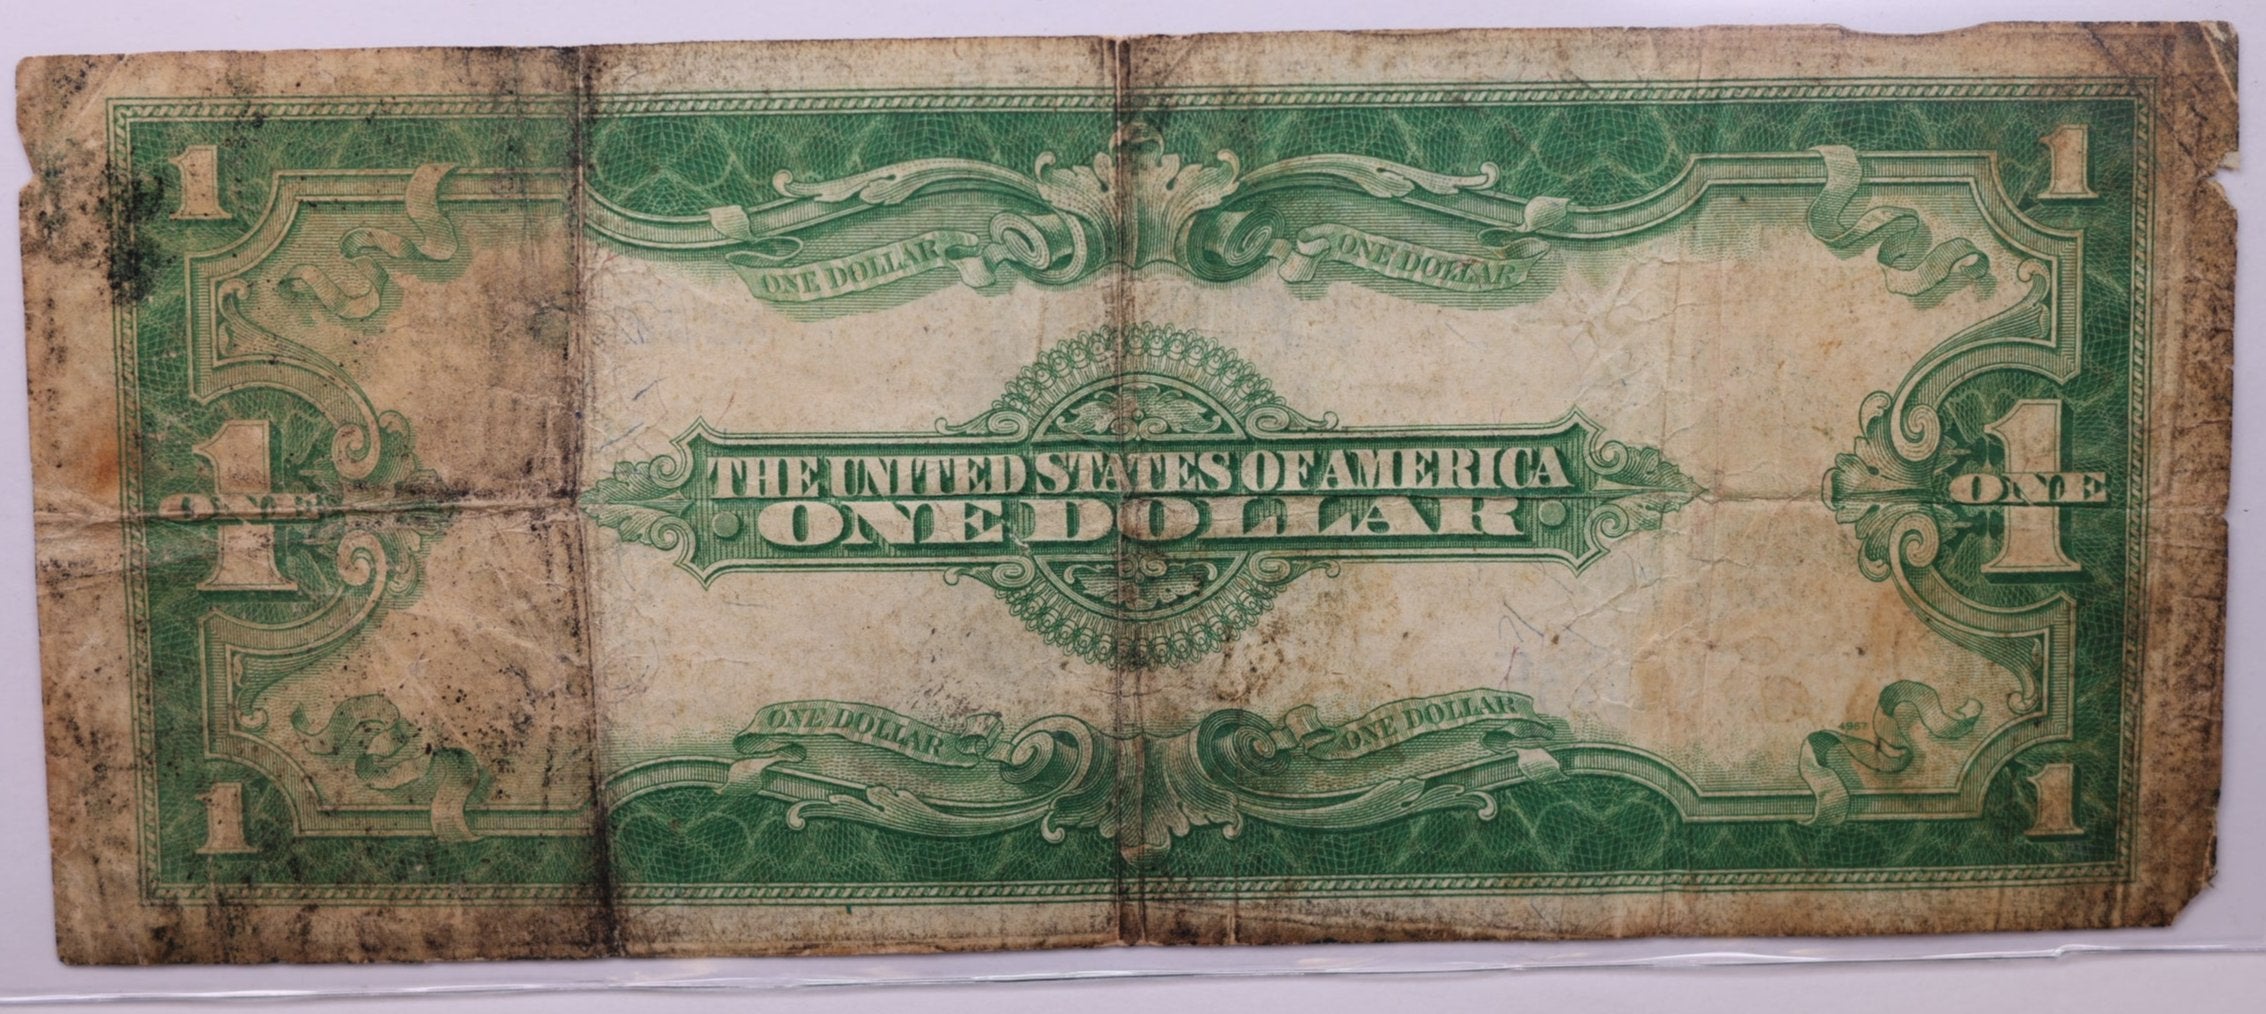 1 1
ONE DOLLAR ONE DOLLAR
THE UNITED STATES OF AMERICA
1 ONE 1 ONE
ONE DOLLAR
ONE DOLLAR ONE DOLLAR
4967
1 1